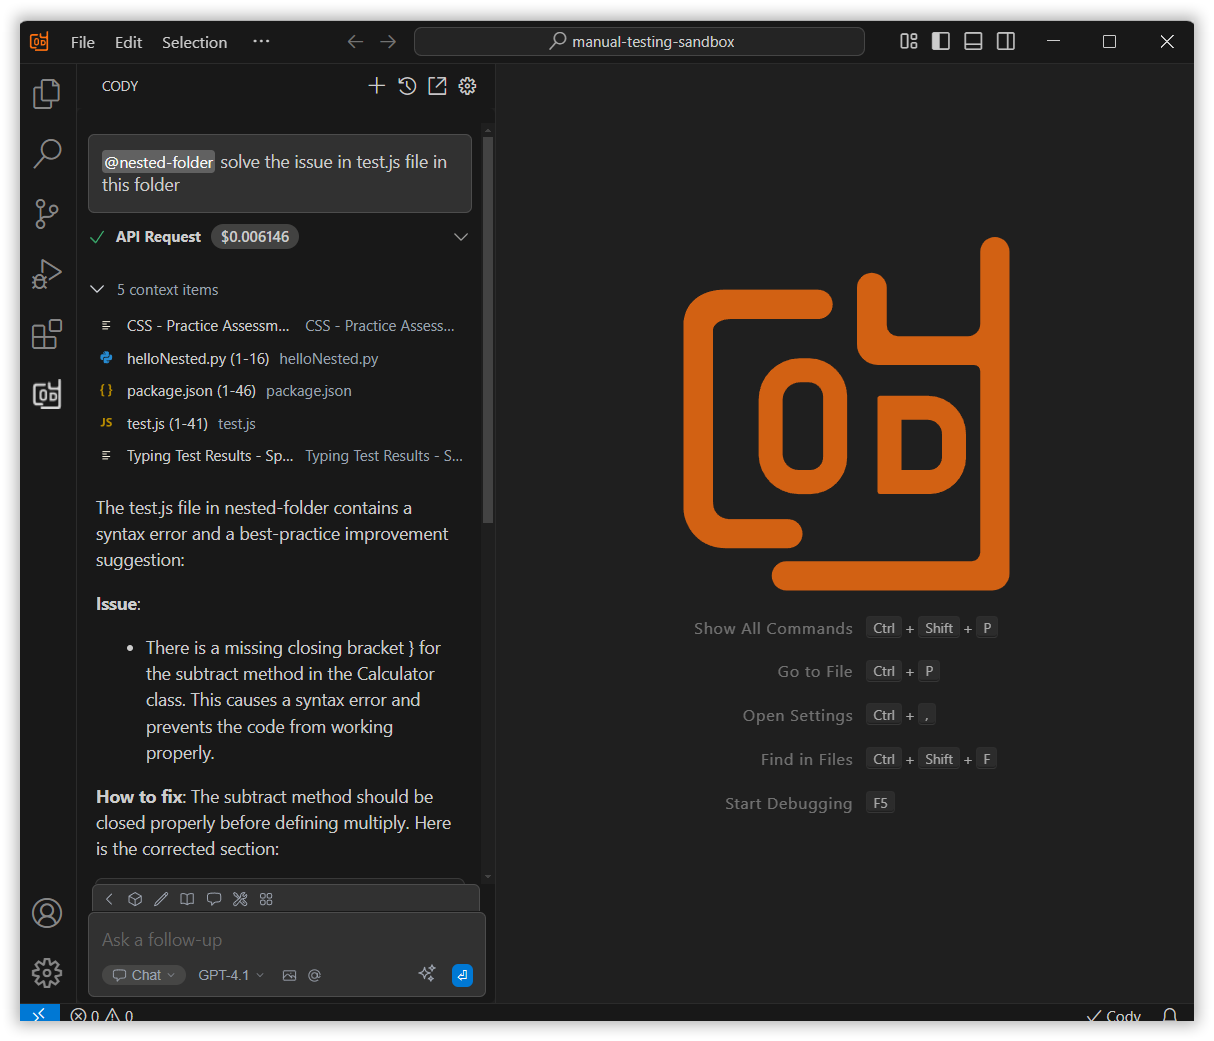 File Edit Selection ···
manual-testing-sandbox
CODY
@nested-folder solve the issue in test.js file in
this folder
API Request $0.006146
5 context items
CSS - Practice Assessm... CSS - Practice Assess...
helloNested.py (1-16) helloNested.py
{} package.json (1-46) package.json
JS test.js (1-41) test.js
Typing Test Results - Sp... Typing Test Results - S...
The test.js file in nested-folder contains a
syntax error and a best-practice improvement
suggestion:
Issue:
• There is a missing closing bracket } for
the subtract method in the Calculator
class. This causes a syntax error and
prevents the code from working
properly.
How to fix: The subtract method should be
closed properly before defining multiply. Here
is the corrected section:
Ask a follow-up
Chat GPT-4.1 @
COD
Show All Commands Ctrl + Shift + P
Go to File Ctrl + P
Open Settings Ctrl + ,
Find in Files Ctrl + Shift + F
Start Debugging F5
0 0
Cody